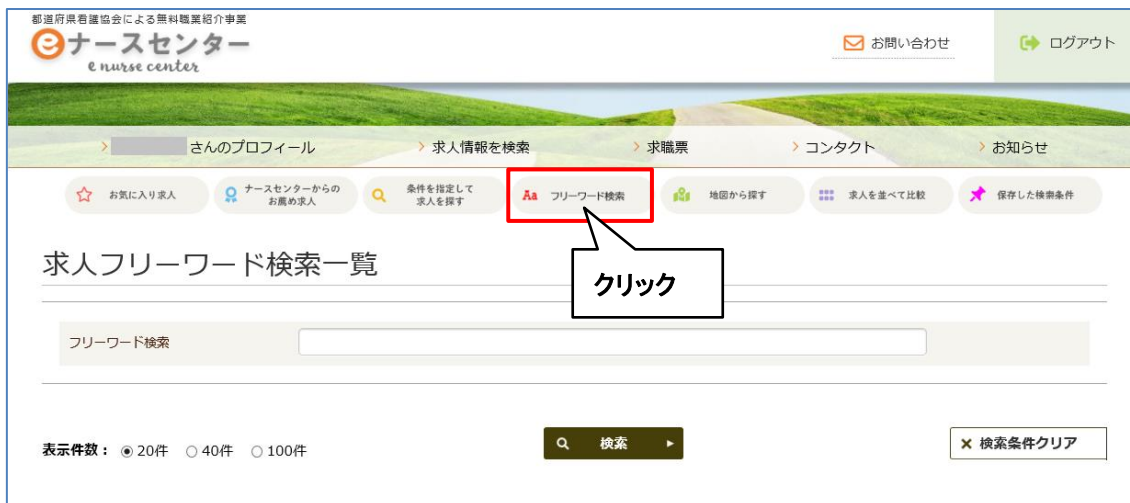 都道府県看護協会による無料職業紹介事業
eナースセンター
e nurse center
お問い合わせ
ログアウト
さんのプロフィール
求人情報を検索
求職票
コンタクト
お知らせ
お気に入り求人
ナースセンターからの
お薦め求人
条件を指定して
求人を探す
Aa フリーワード検索
地図から探す
求人を並べて比較
保存した検索条件
求人フリーワード検索一覧
クリック
フリーワード検索
表示件数： 20件 40件 100件
検索
× 検索条件クリア